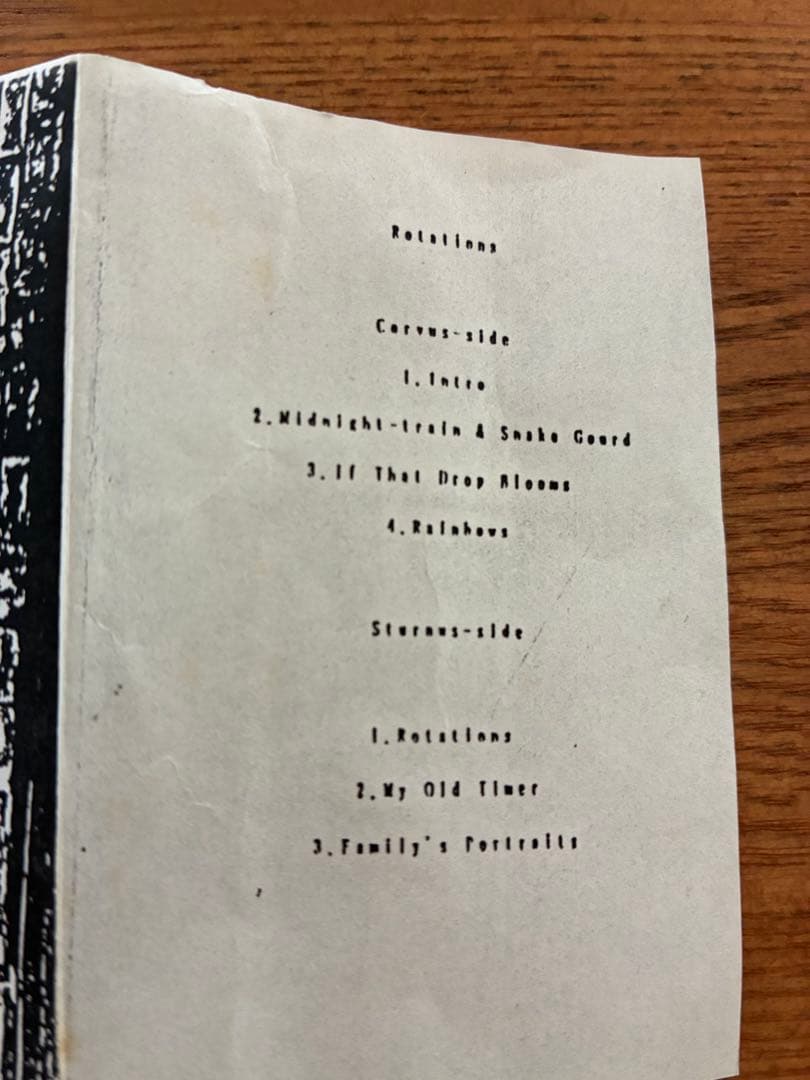 Rotations
Corvus-side
1.Intro
2.Midnight-train & Snake Gourd
3.If That Drop Blooms
4.Rainbows
Sturnus-side
1.Rotations
2.My Old Timer
3.Family's Portraits